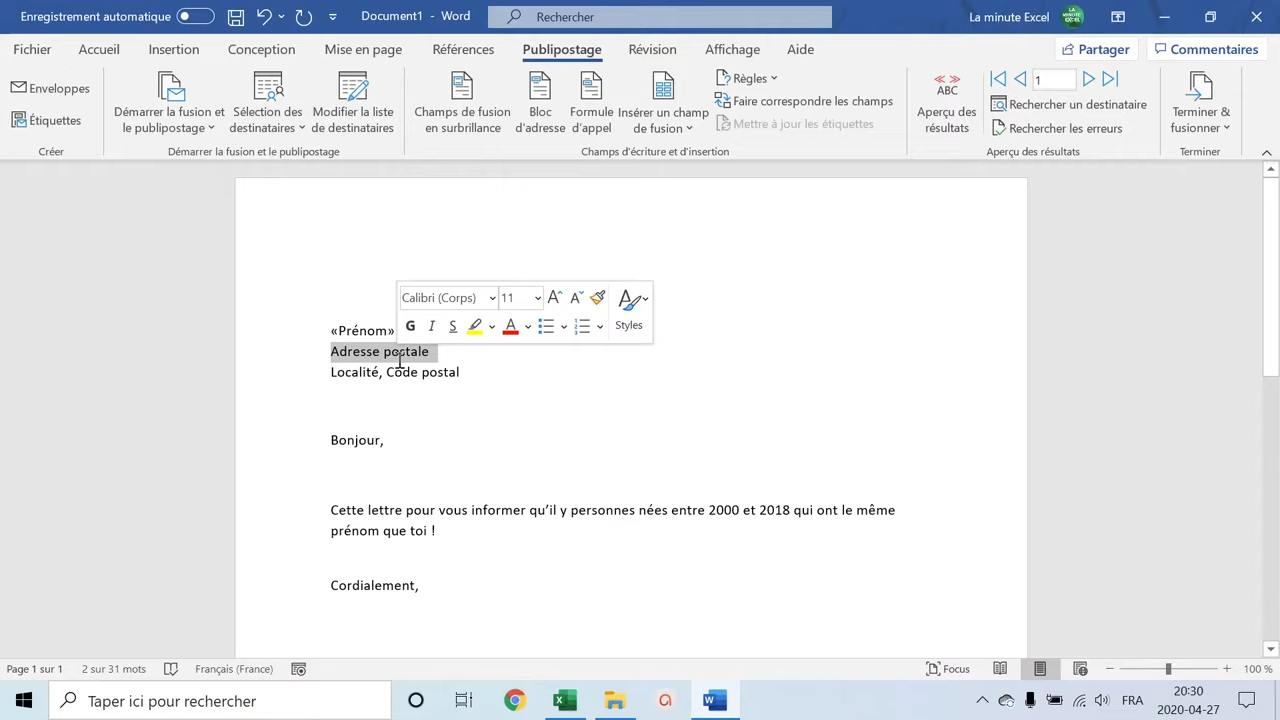 Enregistrement automatique
Document1 - Word
Rechercher
La minute Excel
Fichier Accueil Insertion Conception Mise en page Références Publipostage Révision Affichage Aide
Partager
Commentaires
Enveloppes
Étiquettes
Créer
Démarrer la fusion et
le publipostage
Sélection des
destinataires
Modifier la liste
de destinataires
Démarrer la fusion et le publipostage
Champs de fusion
en surbrillance
Bloc
d'adresse
Formule
d'appel
Insérer un champ
de fusion
Règles
Faire correspondre les champs
Mettre à jour les étiquettes
Champs d'écriture et d'insertion
ABC
Aperçu des
résultats
1
Rechercher un destinataire
Rechercher les erreurs
Aperçu des résultats
Terminer &
fusionner
Terminer
Calibri (Corps) 11
G I S A Styles
«Prénom»
Adresse postale
Localité, Code postal
Bonjour,
Cette lettre pour vous informer qu’il y personnes nées entre 2000 et 2018 qui ont le même
prénom que toi !
Cordialement,
Page 1 sur 1 2 sur 31 mots Français (France) Focus 100 %
Taper ici pour rechercher
FRA
20:30
2020-04-27